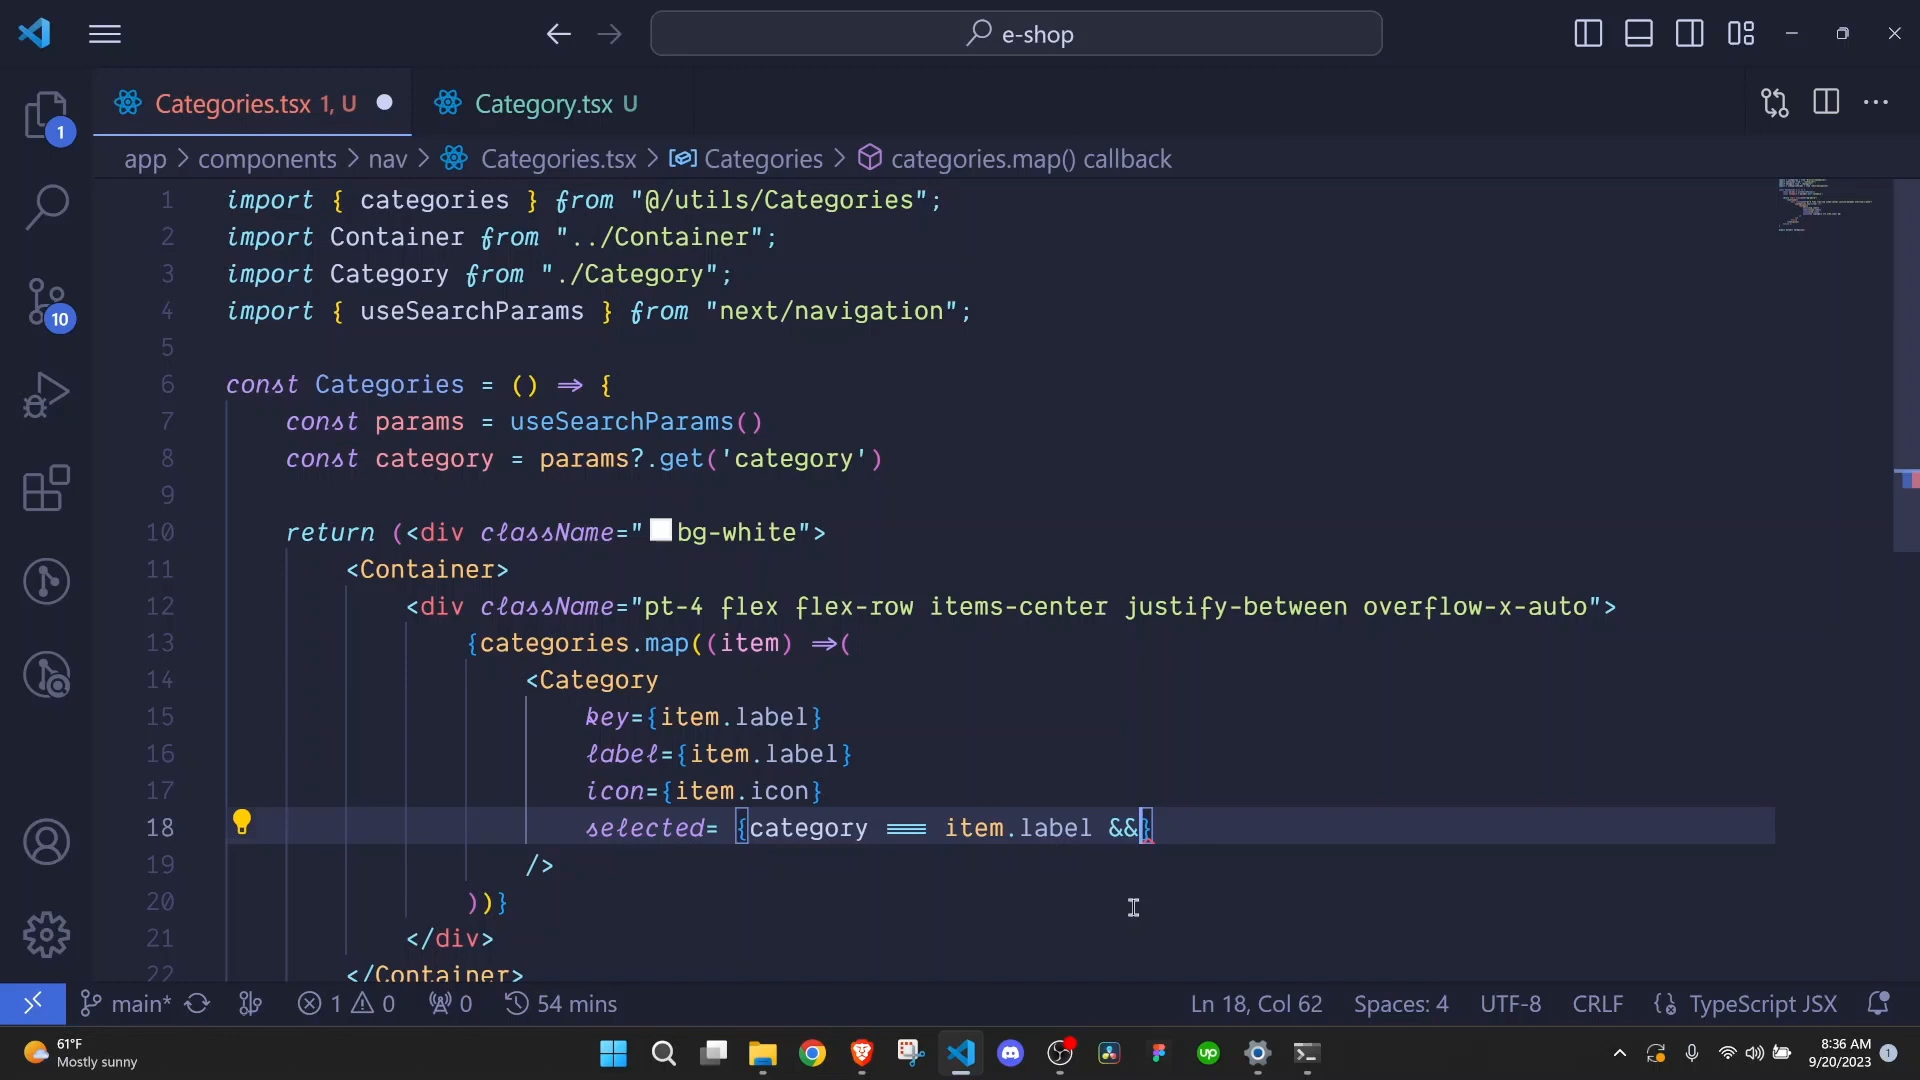 e-shop
Categories.tsx 1, U
Category.tsx U
1
app > components > nav > Categories.tsx > Categories > categories.map() callback
1 import { categories } from "@/utils/Categories";
2 import Container from "../Container";
3 import Category from "./Category";
4 import { useSearchParams } from "next/navigation";
5
6 const Categories = () => {
7 const params = useSearchParams()
8 const category = params?.get('category')
9
10 return (<div className="bg-white">
11 <Container>
12 <div className="pt-4 flex flex-row items-center justify-between overflow-x-auto">
13 {categories.map((item) =>(
14 <Category
15 key={item.label}
16 label={item.label}
17 icon={item.icon}
18 selected= {category === item.label &&}
19 />
20 ))}
21 </div>
22 </Container>
10
main* 1 0 0 54 mins Ln 18, Col 62 Spaces: 4 UTF-8 CRLF {} TypeScript JSX
61°F
Mostly sunny
up
8:36 AM
9/20/2023
1